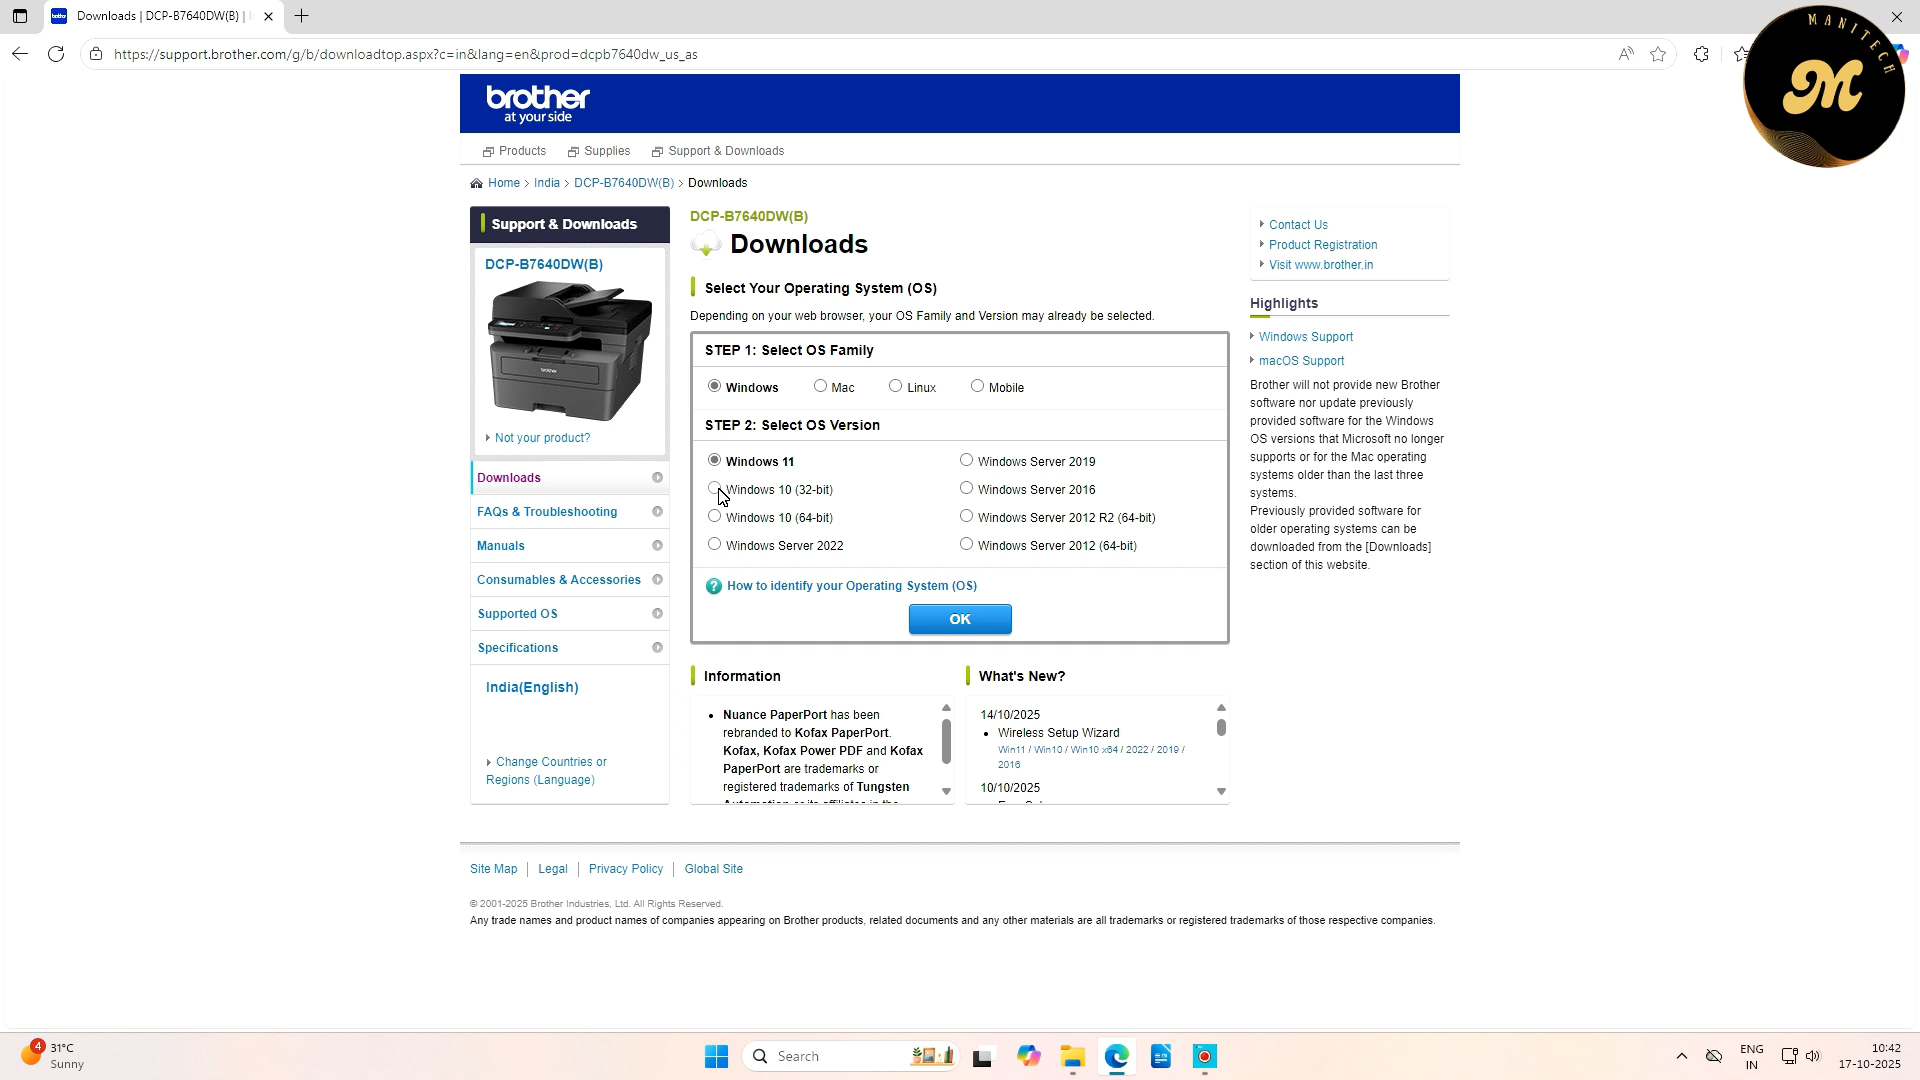 Downloads | DCP-B7640DW(B) |
https://support.brother.com/g/b/downloadtop.aspx?c=in&lang=en&prod=dcpb7640dw_us_as
MANITECH
M
brother
at your side
Products
Supplies
Support & Downloads
Home > India > DCP-B7640DW(B) > Downloads
Support & Downloads
DCP-B7640DW(B)
brother
Not your product?
Downloads
FAQs & Troubleshooting
Manuals
Consumables & Accessories
Supported OS
Specifications
India(English)
Change Countries or
Regions (Language)
DCP-B7640DW(B)
Downloads
Select Your Operating System (OS)
Depending on your web browser, your OS Family and Version may already be selected.
STEP 1: Select OS Family
Windows
Mac
Linux
Mobile
STEP 2: Select OS Version
Windows 11
Windows Server 2019
Windows 10 (32-bit)
Windows Server 2016
Windows 10 (64-bit)
Windows Server 2012 R2 (64-bit)
Windows Server 2022
Windows Server 2012 (64-bit)
? How to identify your Operating System (OS)
OK
Information
Nuance PaperPort has been
rebranded to Kofax PaperPort.
Kofax, Kofax Power PDF and Kofax
PaperPort are trademarks or
registered trademarks of Tungsten
What's New?
14/10/2025
Wireless Setup Wizard
Win11 / Win10 / Win10 x64 / 2022 / 2019 /
2016
10/10/2025
Contact Us
Product Registration
Visit www.brother.in
Highlights
Windows Support
macOS Support
Brother will not provide new Brother
software nor update previously
provided software for the Windows
OS versions that Microsoft no longer
supports or for the Mac operating
systems older than the last three
systems.
Previously provided software for
older operating systems can be
downloaded from the [Downloads]
section of this website.
Site Map
Legal
Privacy Policy
Global Site
© 2001-2025 Brother Industries, Ltd. All Rights Reserved.
Any trade names and product names of companies appearing on Brother products, related documents and any other materials are all trademarks or registered trademarks of those respective companies.
4
31°C
Sunny
Search
ENG
IN
10:42
17-10-2025